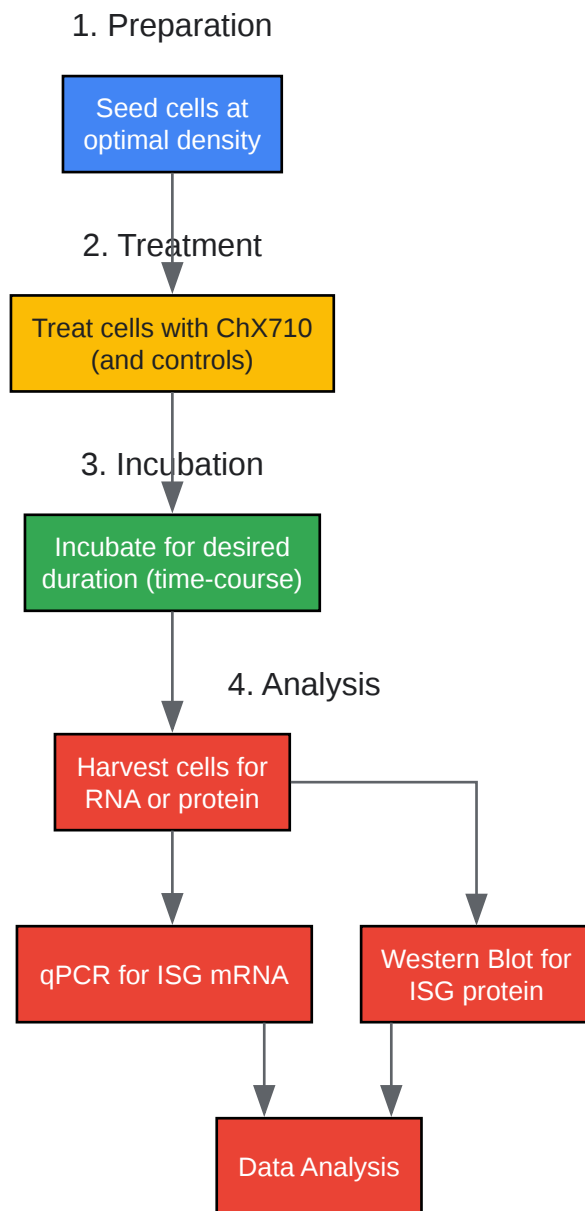 1. Preparation
Seed cells at
optimal density
2. Treatment
Treat cells with ChX710
(and controls)
3. Incubation
Incubate for desired
duration (time-course)
4. Analysis
Harvest cells for
RNA or protein
qPCR for ISG mRNA
Western Blot for
ISG protein
Data Analysis